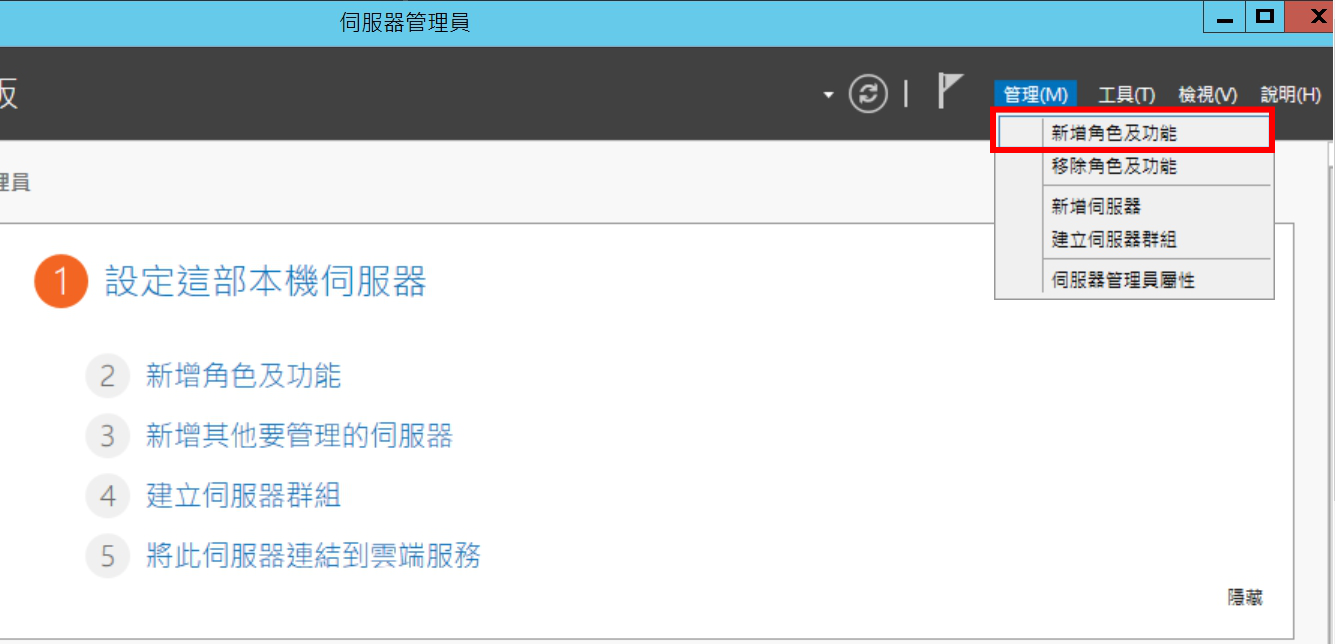 伺服器管理員
板
管理(M) 工具(T) 檢視(V) 說明(H)
新增角色及功能
移除角色及功能
新增伺服器
建立伺服器群組
伺服器管理員屬性
理員
1 設定這部本機伺服器
2 新增角色及功能
3 新增其他要管理的伺服器
4 建立伺服器群組
5 將此伺服器連結到雲端服務
隱藏